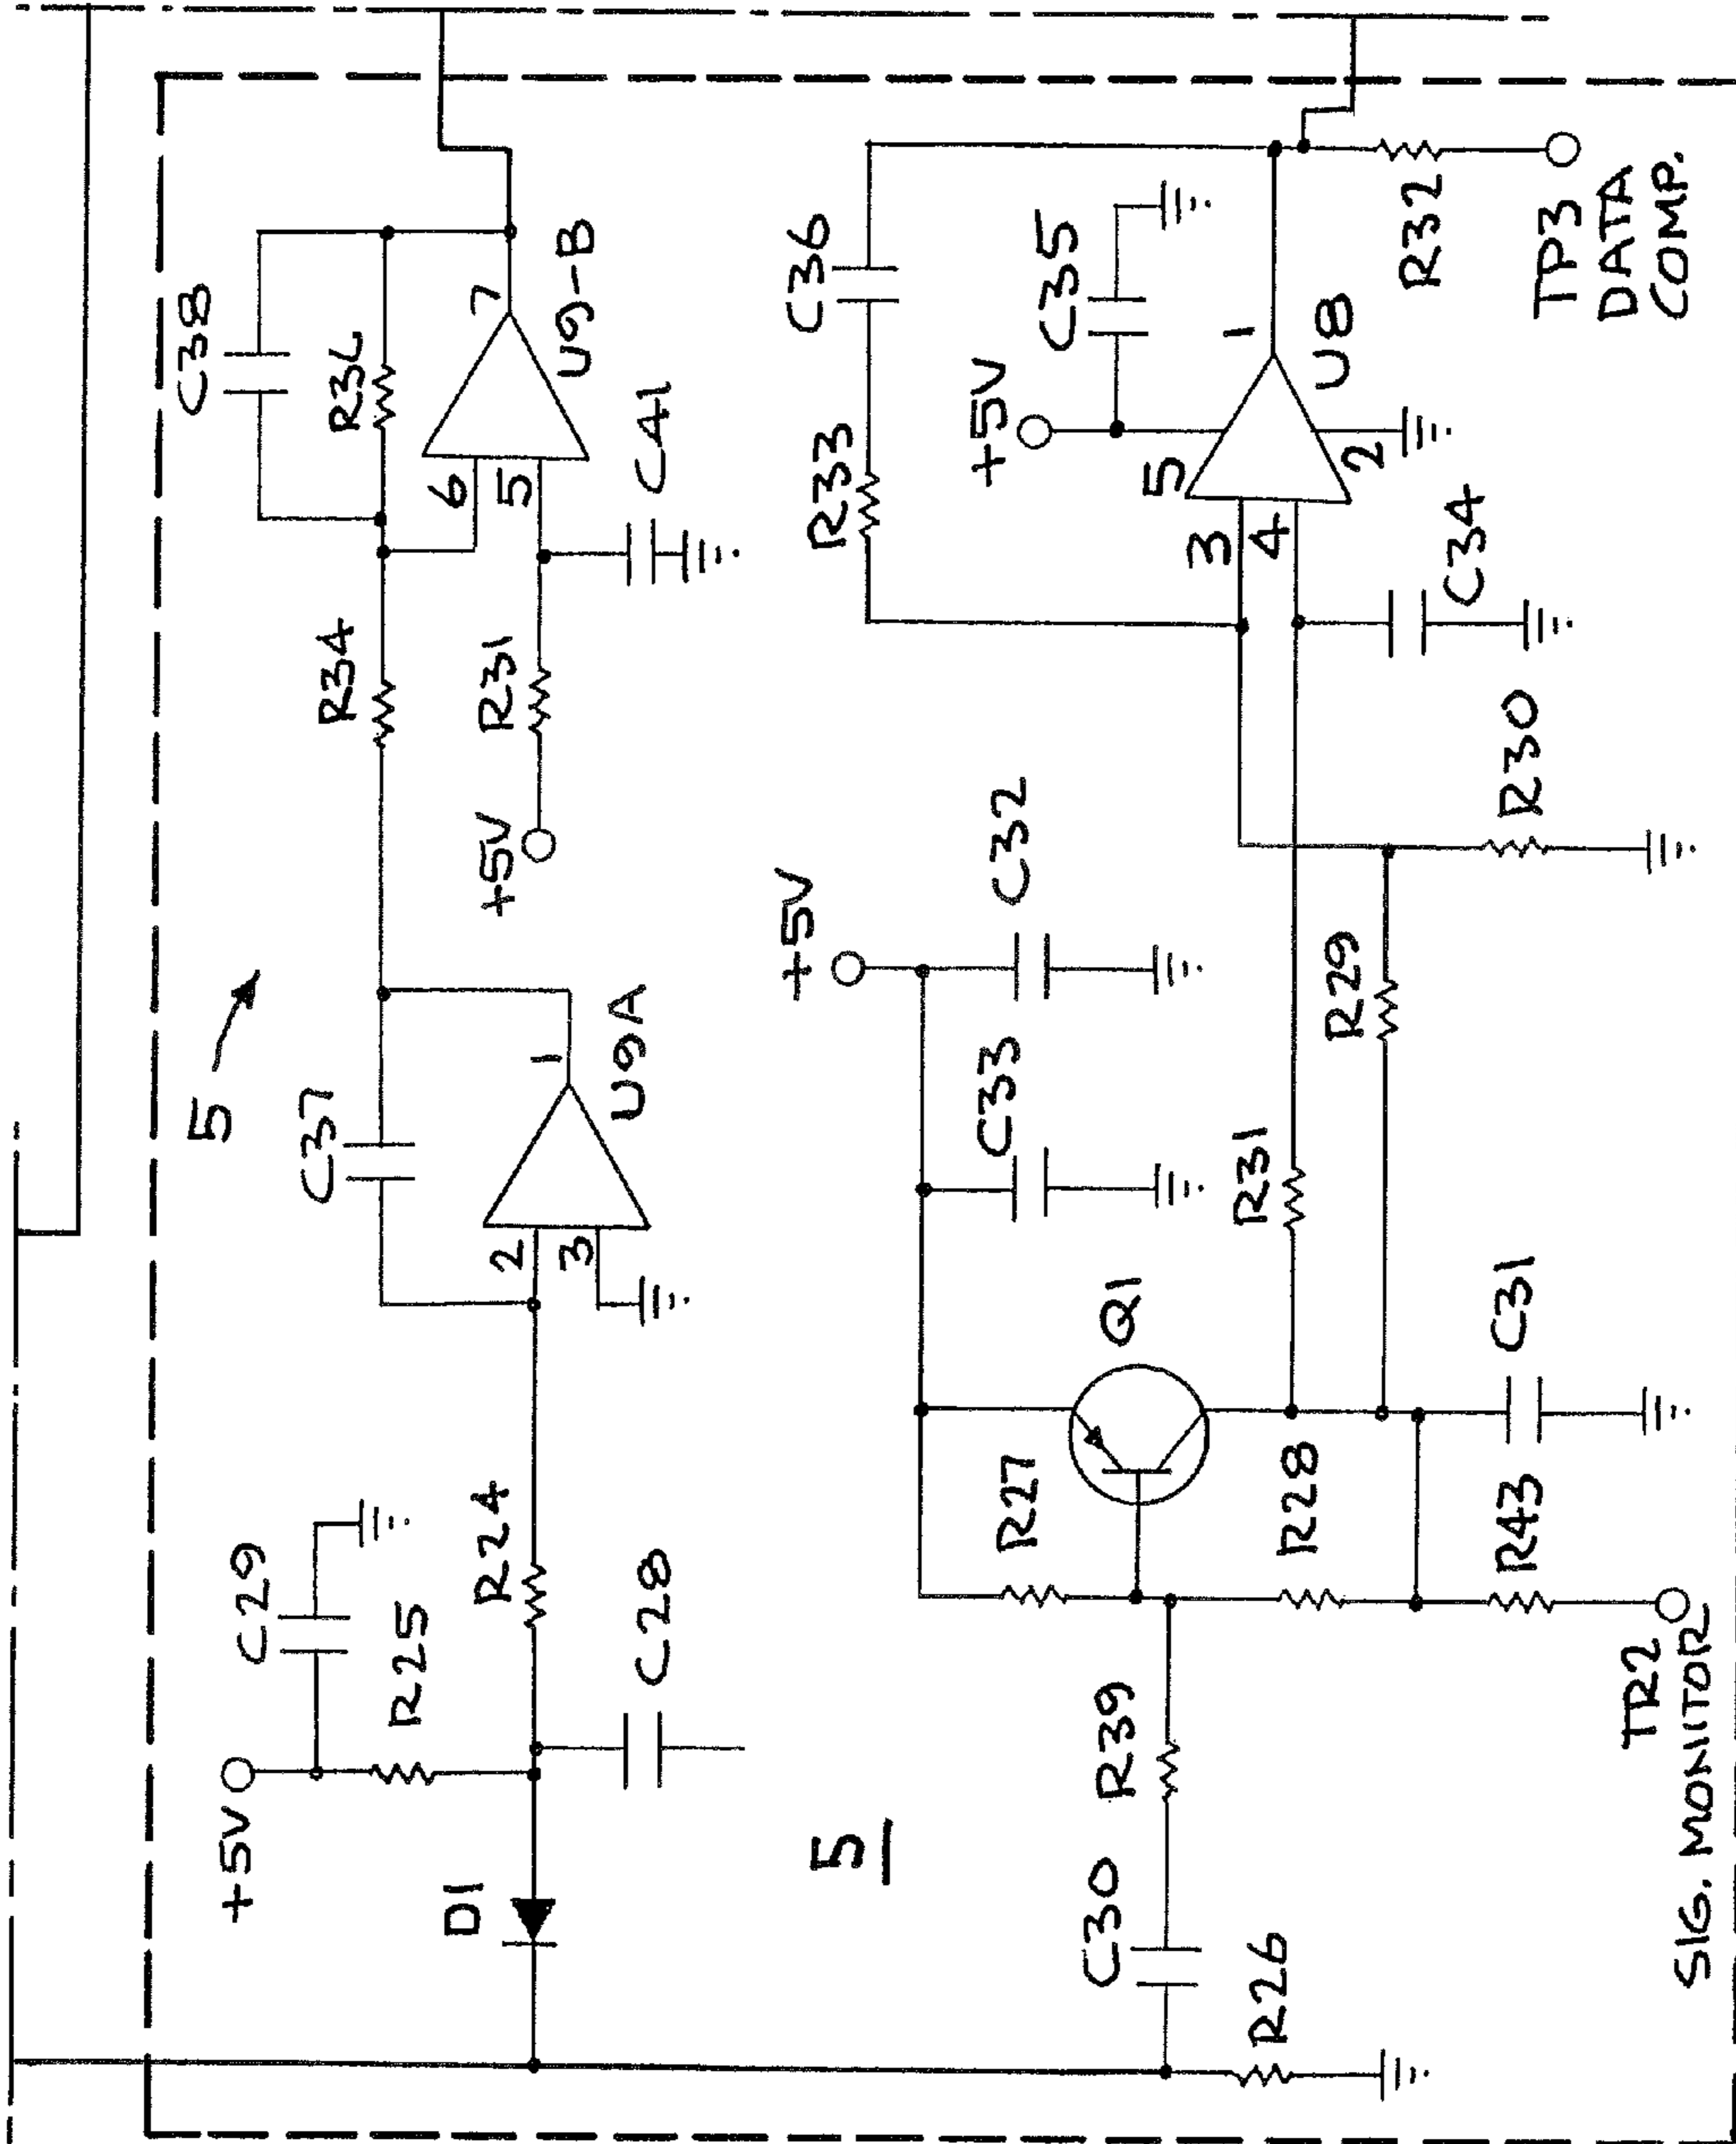 C38
R3L
7
U9-B
6
5
C41
R34
R31
+5V
5
C37
1
U9A
2
3
C29
R24
+5V
R25
C28
D1
C36
C35
R33
+5V
5
1
U8
2
3
4
C34
R32
TP3
DATA
COMP.
+5V
C32
C33
R30
R29
R31
Q1
R27
R28
C31
R43
R39
TR2
SIG. MONITOR
5
C30
R26